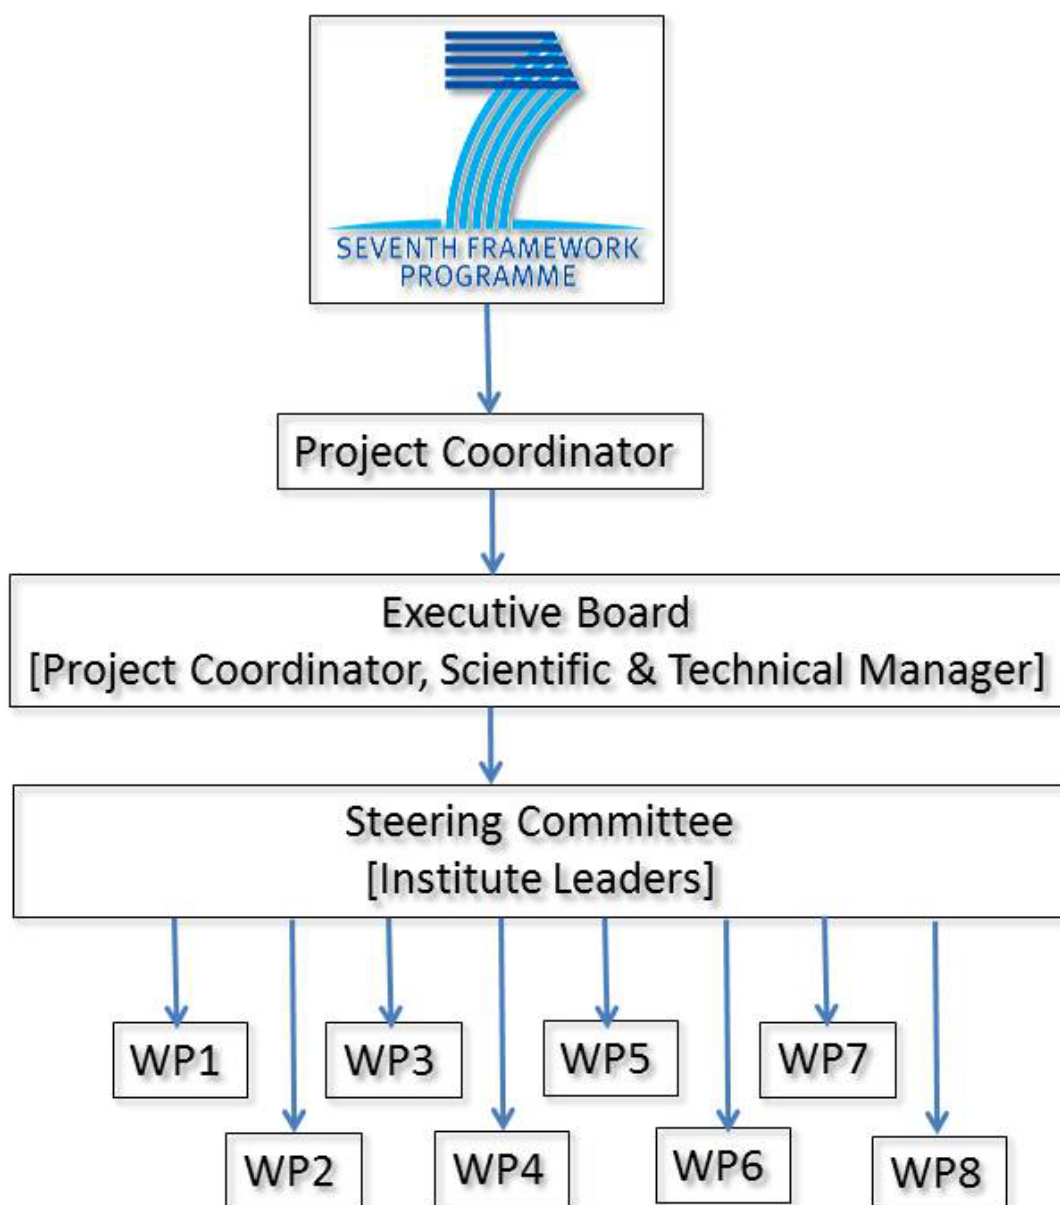 SEVENTH FRAMEWORK
PROGRAMME
Project Coordinator
Executive Board
[Project Coordinator, Scientific & Technical Manager]
Steering Committee
[Institute Leaders]
WP1
WP3
WP5
WP7
WP2
WP4
WP6
WP8